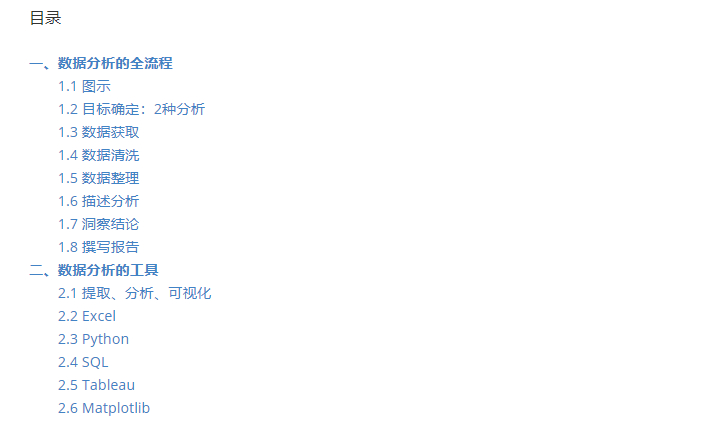 目录
一、数据分析的全流程
1.1 图示
1.2 目标确定：2种分析
1.3 数据获取
1.4 数据清洗
1.5 数据整理
1.6 描述分析
1.7 洞察结论
1.8 撰写报告
二、数据分析的工具
2.1 提取、分析、可视化
2.2 Excel
2.3 Python
2.4 SQL
2.5 Tableau
2.6 Matplotlib